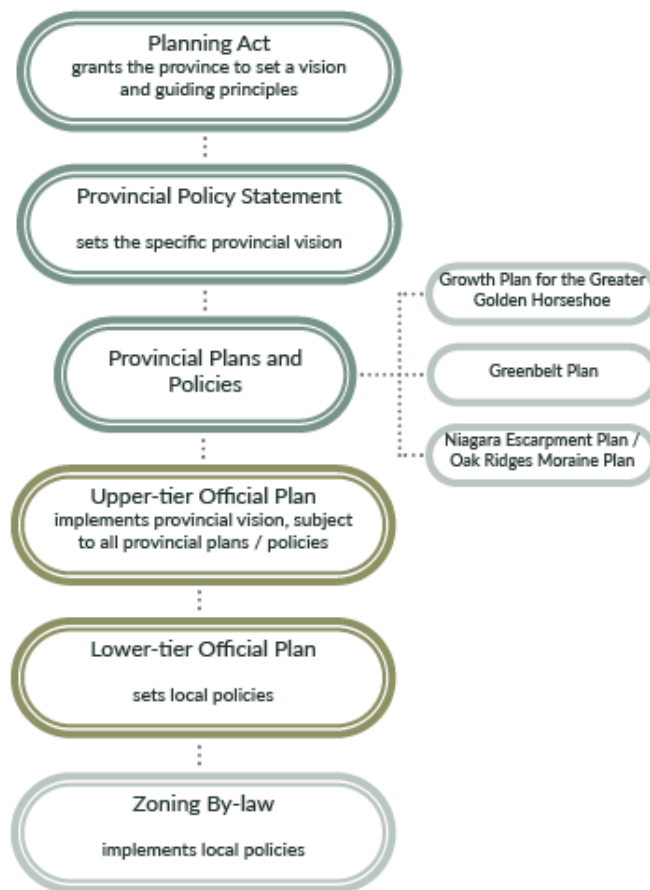 Planning Act
grants the province to set a vision
and guiding principles
Provincial Policy Statement
sets the specific provincial vision
Provincial Plans and
Policies
Growth Plan for the Greater
Golden Horseshoe
Greenbelt Plan
Niagara Escarpment Plan /
Oak Ridges Moraine Plan
Upper-tier Official Plan
implements provincial vision, subject
to all provincial plans / policies
Lower-tier Official Plan
sets local policies
Zoning By-law
implements local policies